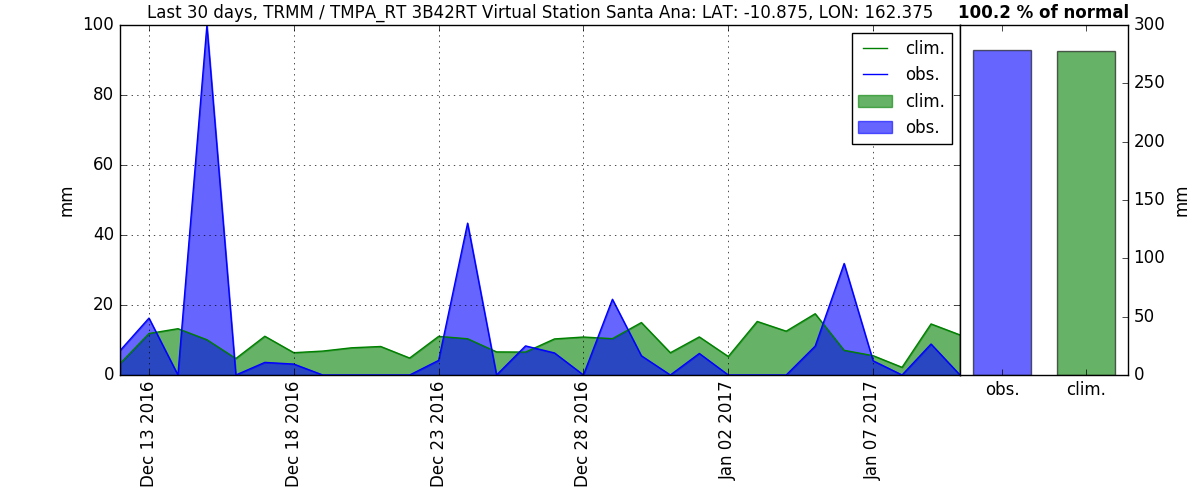 Last 30 days, TRMM / TMPA_RT 3B42RT Virtual Station Santa Ana: LAT: -10.875, LON: 162.375
100.2 % of normal
100
80
60
40
20
0
mm
clim.
obs.
clim.
obs.
Dec 13 2016
Dec 18 2016
Dec 23 2016
Dec 28 2016
Jan 02 2017
Jan 07 2017
300
250
200
150
100
50
0
mm
obs.
clim.